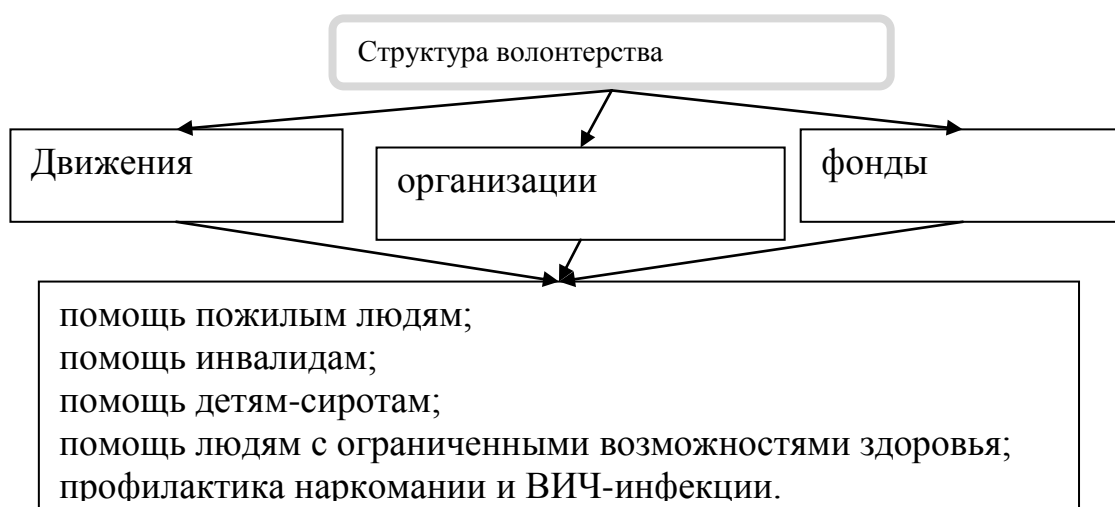 Структура волонтерства
Движения
организации
фонды
помощь пожилым людям;
помощь инвалидам;
помощь детям-сиротам;
помощь людям с ограниченными возможностями здоровья;
профилактика наркомании и ВИЧ-инфекции.